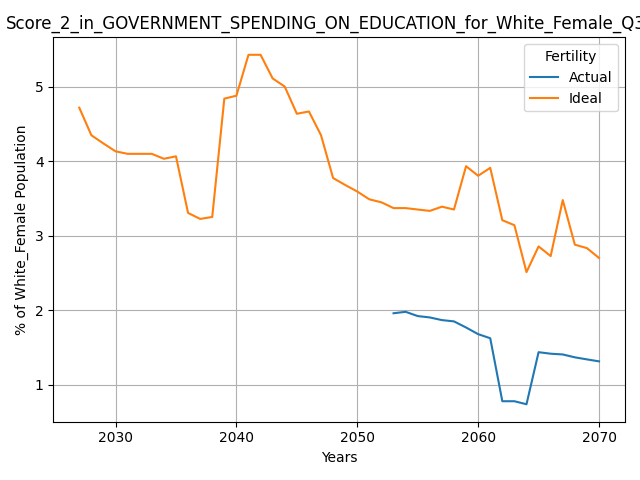 Score_2_in_GOVERNMENT_SPENDING_ON_EDUCATION_for_White_Female_Q3
Fertility
Actual
Ideal
% of White_Female Population
5
4
3
2
1
2030 2040 2050 2060 2070
Years